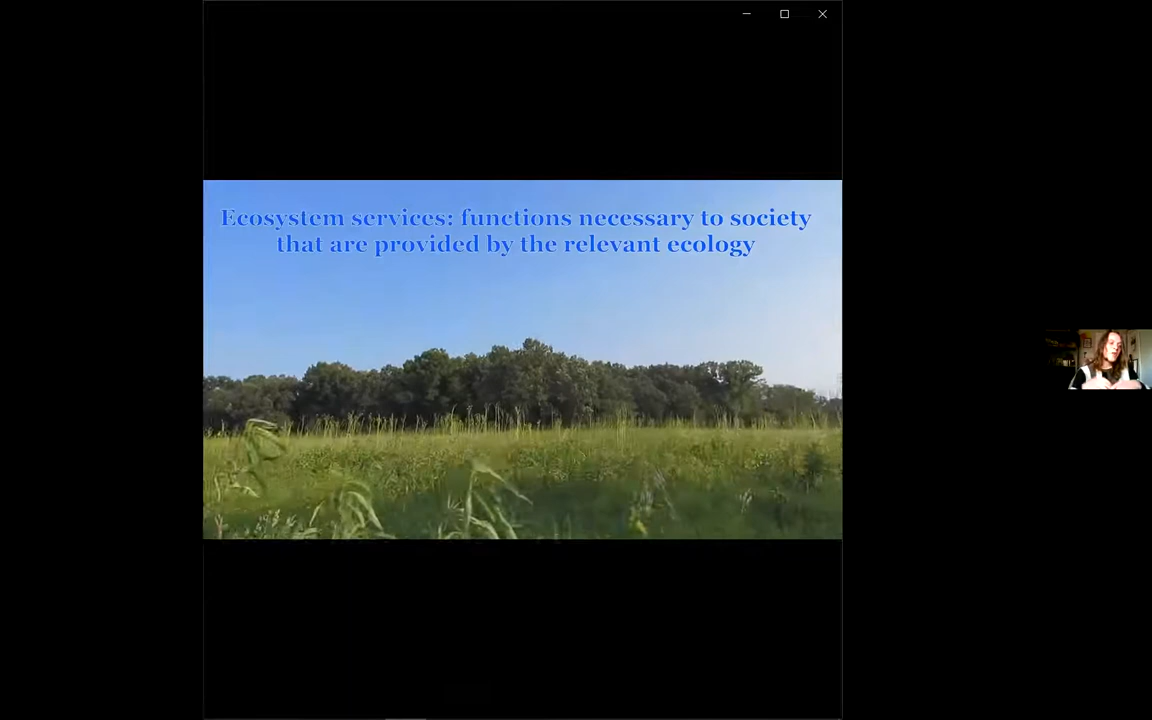 Ecosystem services: functions necessary to society
that are provided by the relevant ecology